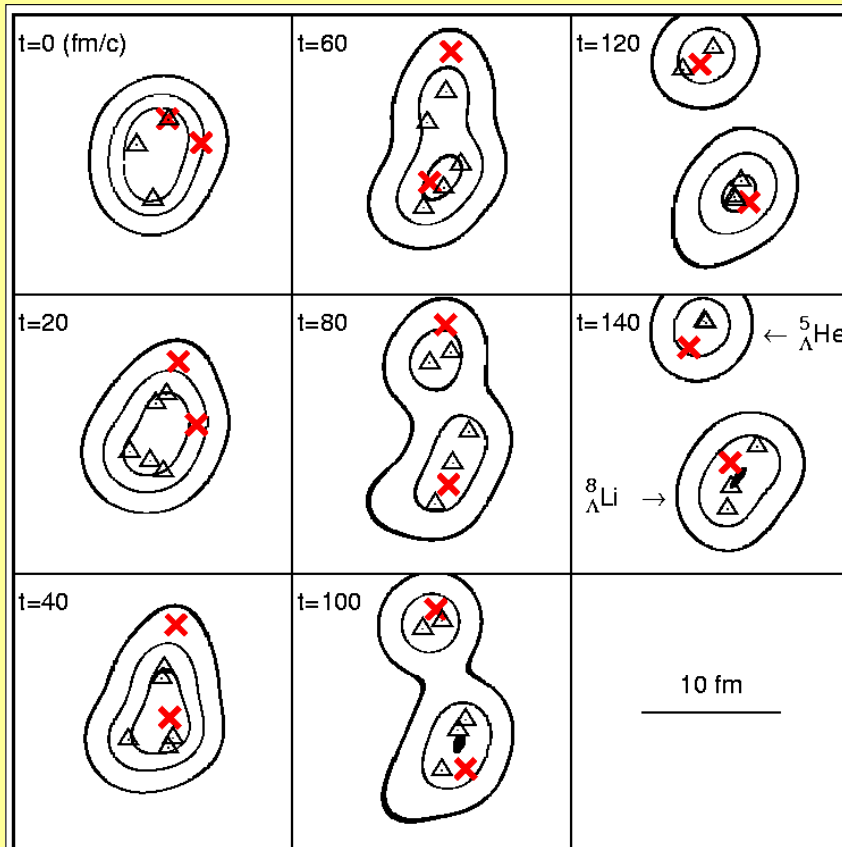 t=0 (fm/c)
t=60
t=120
t=20
t=80
t=140
← ⁵ΛHe
⁸ΛLi →
t=40
t=100
10 fm